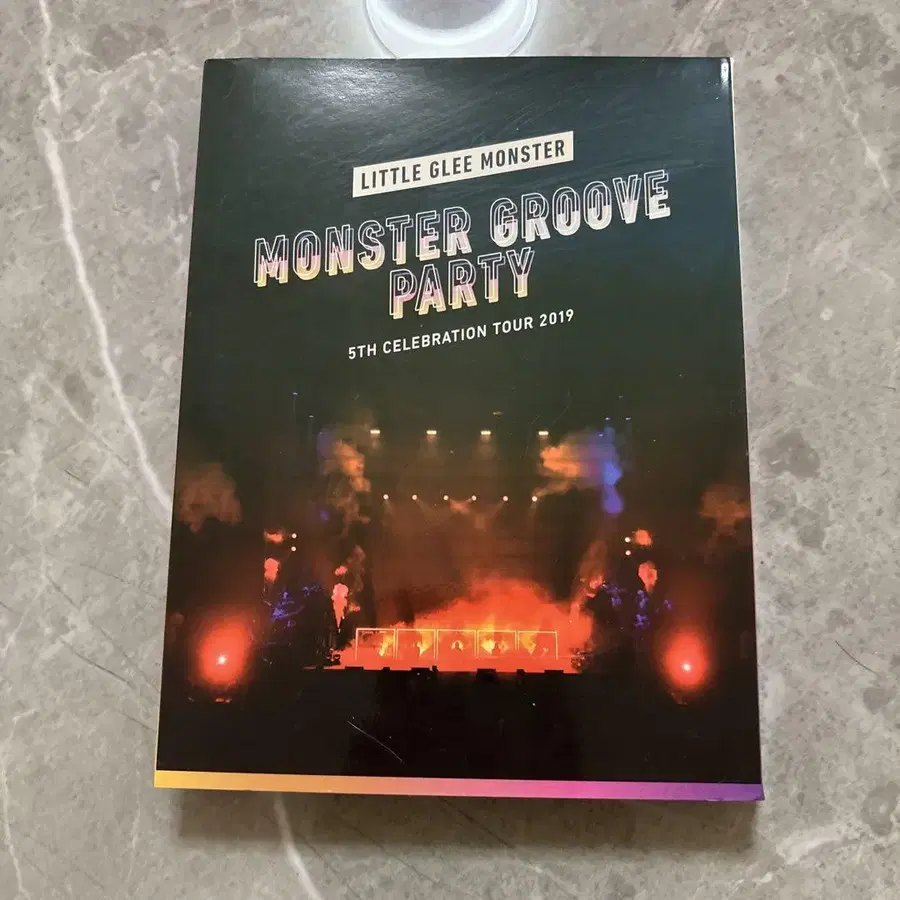 LITTLE GLEE MONSTER
MONSTER GROOVE
PARTY
5TH CELEBRATION TOUR 2019